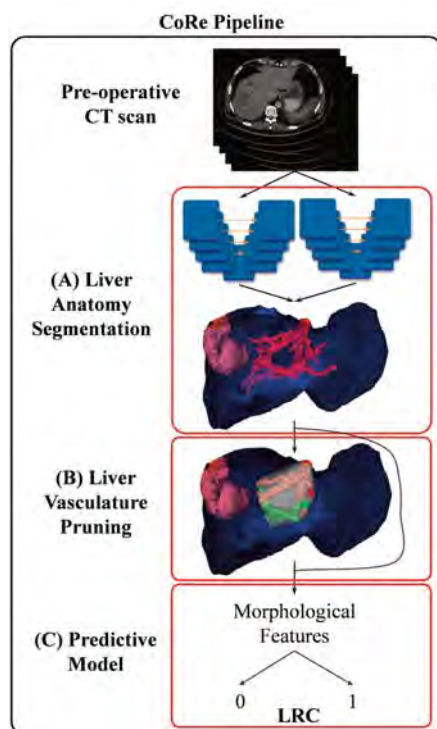 CoRe Pipeline
Pre-operative
CT scan
(A) Liver
Anatomy
Segmentation
(B) Liver
Vasculature
Pruning
(C) Predictive
Model
Morphological
Features
0 1
LRC